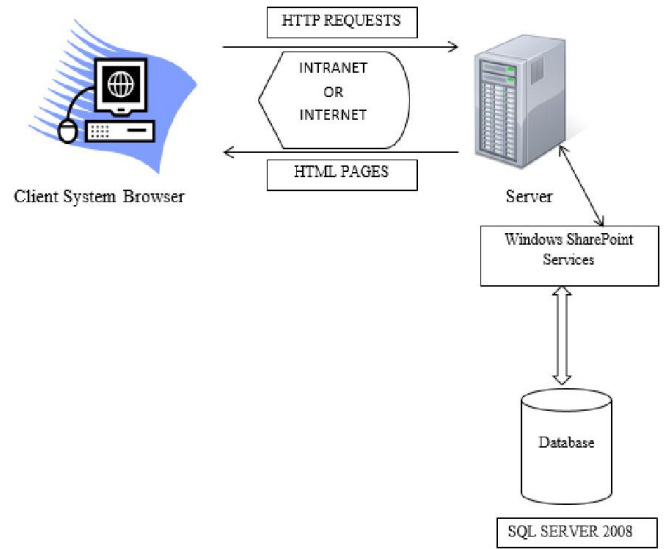 HTTP REQUESTS
INTRANET
OR
INTERNET
HTML PAGES
Client System Browser
Server
Windows SharePoint
Services
Database
SQL SERVER 2008